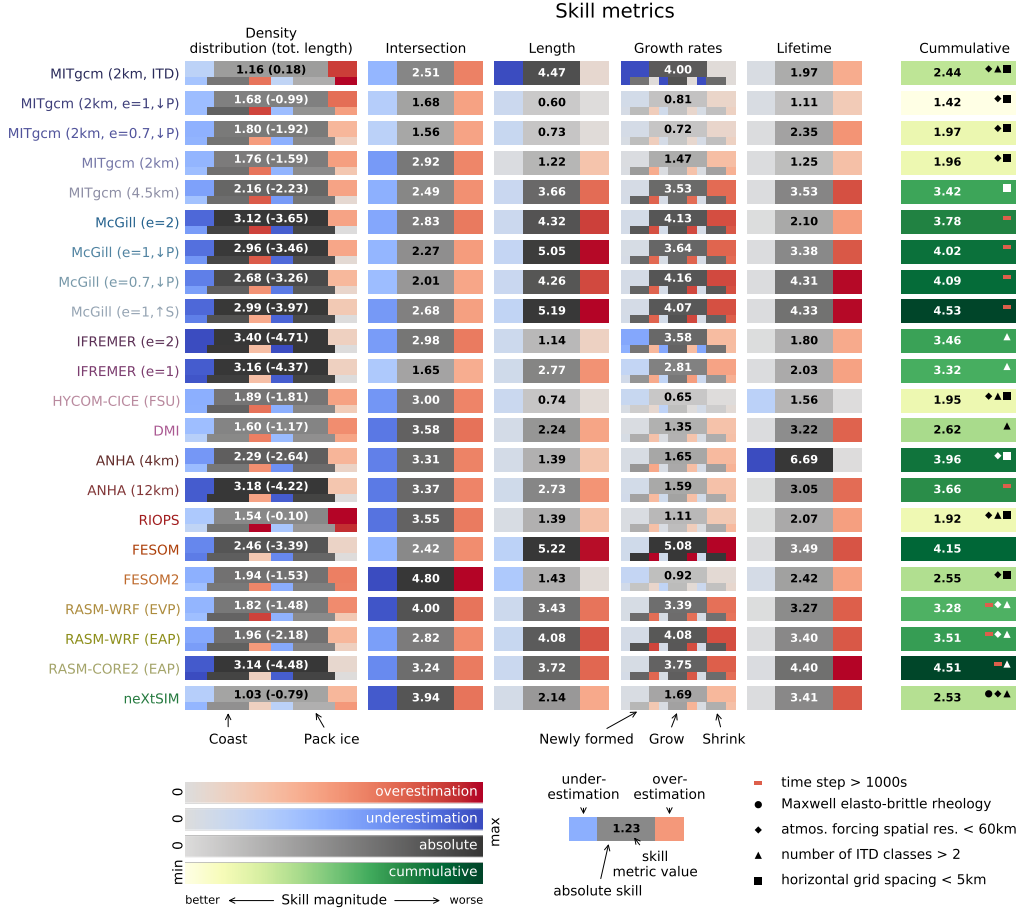 Skill metrics
Density
distribution (tot. length) Intersection Length Growth rates Lifetime Cummulative
MITgcm (2km, ITD) 1.16 (0.18) 2.51 4.47 4.00 1.97 2.44
MITgcm (2km, e=1,↓P) 1.68 (-0.99) 1.68 0.60 0.81 1.11 1.42
MITgcm (2km, e=0.7,↓P) 1.80 (-1.92) 1.56 0.73 0.72 2.35 1.97
MITgcm (2km) 1.76 (-1.59) 2.92 1.22 1.47 1.25 1.96
MITgcm (4.5km) 2.16 (-2.23) 2.49 3.66 3.53 3.53 3.42
McGill (e=2) 3.12 (-3.65) 2.83 4.32 4.13 2.10 3.78
McGill (e=1,↓P) 2.96 (-3.46) 2.27 5.05 3.64 3.38 4.02
McGill (e=0.7,↓P) 2.68 (-3.26) 2.01 4.26 4.16 4.31 4.09
McGill (e=1,↑S) 2.99 (-3.97) 2.68 5.19 4.07 4.33 4.53
IFREMER (e=2) 3.40 (-4.71) 2.98 1.14 3.58 1.80 3.46
IFREMER (e=1) 3.16 (-4.37) 1.65 2.77 2.81 2.03 3.32
HYCOM-CICE (FSU) 1.89 (-1.81) 3.00 0.74 0.65 1.56 1.95
DMI 1.60 (-1.17) 3.58 2.24 1.35 3.22 2.62
ANHA (4km) 2.29 (-2.64) 3.31 1.39 1.65 6.69 3.96
ANHA (12km) 3.18 (-4.22) 3.37 2.73 1.59 3.05 3.66
RIOPS 1.54 (-0.10) 3.55 1.39 1.11 2.07 1.92
FESOM 2.46 (-3.39) 2.42 5.22 5.08 3.49 4.15
FESOM2 1.94 (-1.53) 4.80 1.43 0.92 2.42 2.55
RASM-WRF (EVP) 1.82 (-1.48) 4.00 3.43 3.39 3.27 3.28
RASM-WRF (EAP) 1.96 (-2.18) 2.82 4.08 4.08 3.40 3.51
RASM-CORE2 (EAP) 3.14 (-4.48) 3.24 3.72 3.75 4.40 4.51
neXtSIM 1.03 (-0.79) 3.94 2.14 1.69 3.41 2.53
Coast Pack ice Newly formed Grow Shrink
0 overestimation
0 underestimation
0 absolute
min cummulative
max
better Skill magnitude worse
under-
estimation
over-
estimation
1.23
skill
metric value
absolute skill
time step > 1000s
Maxwell elasto-brittle rheology
atmos. forcing spatial res. < 60km
number of ITD classes > 2
horizontal grid spacing < 5km